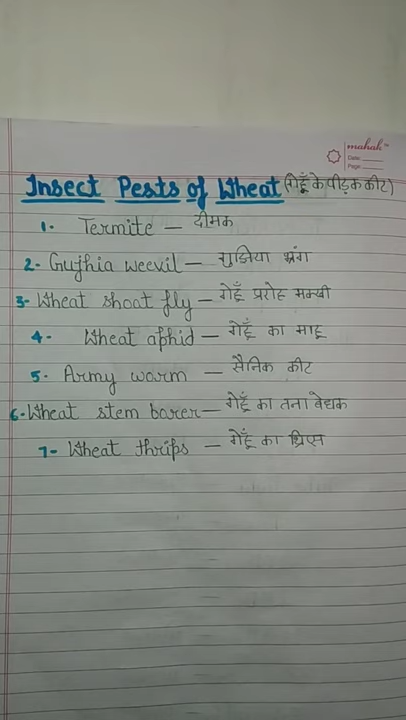 mahak
Date:
Page:
Insect Pests of Wheat (गेहूँ के पीड़क कीट)
1. Termite – दीमक
2- Gujhia weevil – गुझिया भृंग
3- Wheat shoot fly – गेहूँ प्ररोह मक्खी
4- Wheat aphid – गेहूँ का माहू
5- Army worm – सैनिक कीट
6- Wheat stem borer – गेहूँ का तना बेधक
7- Wheat thrips – गेहूँ का थ्रिप्स